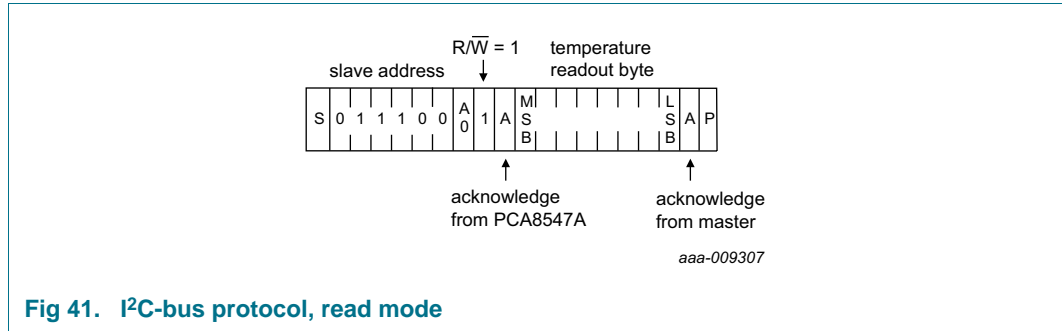 R/W = 1 temperature
slave address readout byte
S 0 1 1 1 0 0 A0 1 A MSB LSB A P
acknowledge acknowledge
from PCA8547A from master
aaa-009307
Fig 41. I²C-bus protocol, read mode